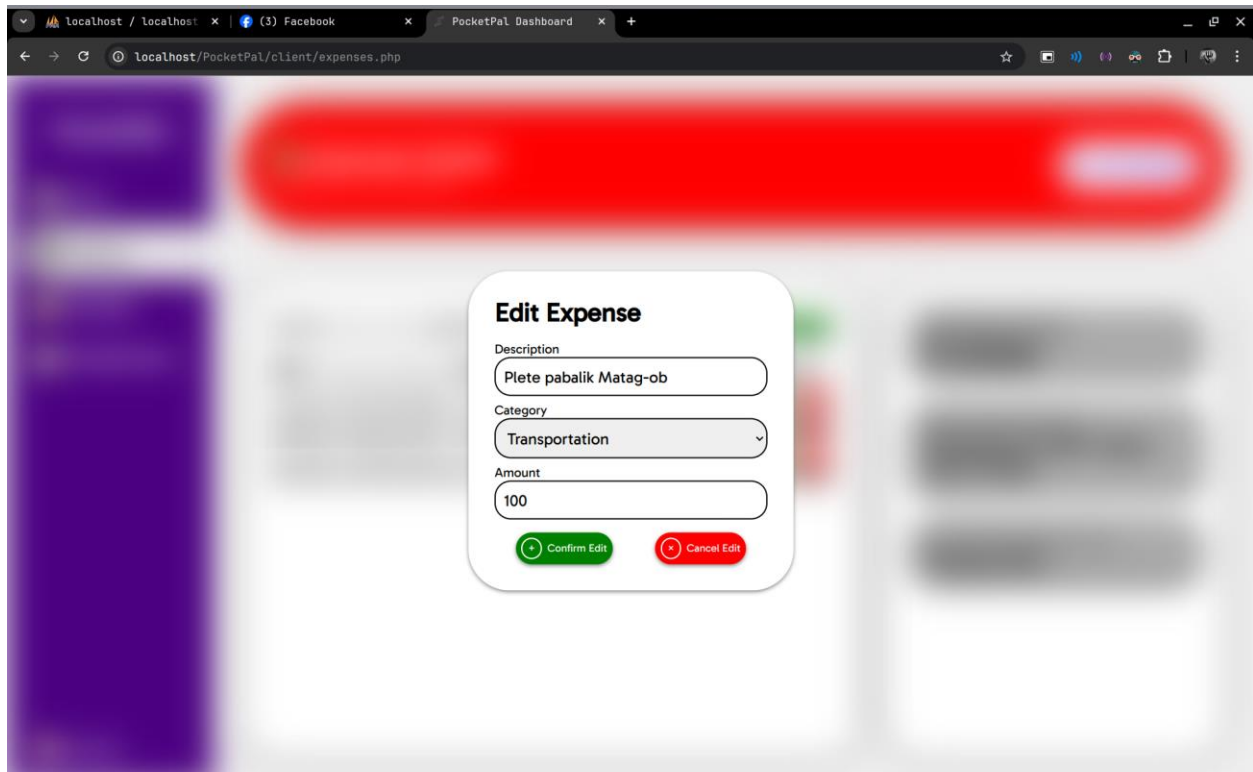 localhost / localhost
(3) Facebook
PocketPal Dashboard
localhost/PocketPal/client/expenses.php
Edit Expense
Description
Plete pabalik Matag-ob
Category
Transportation
Amount
100
Confirm Edit
Cancel Edit